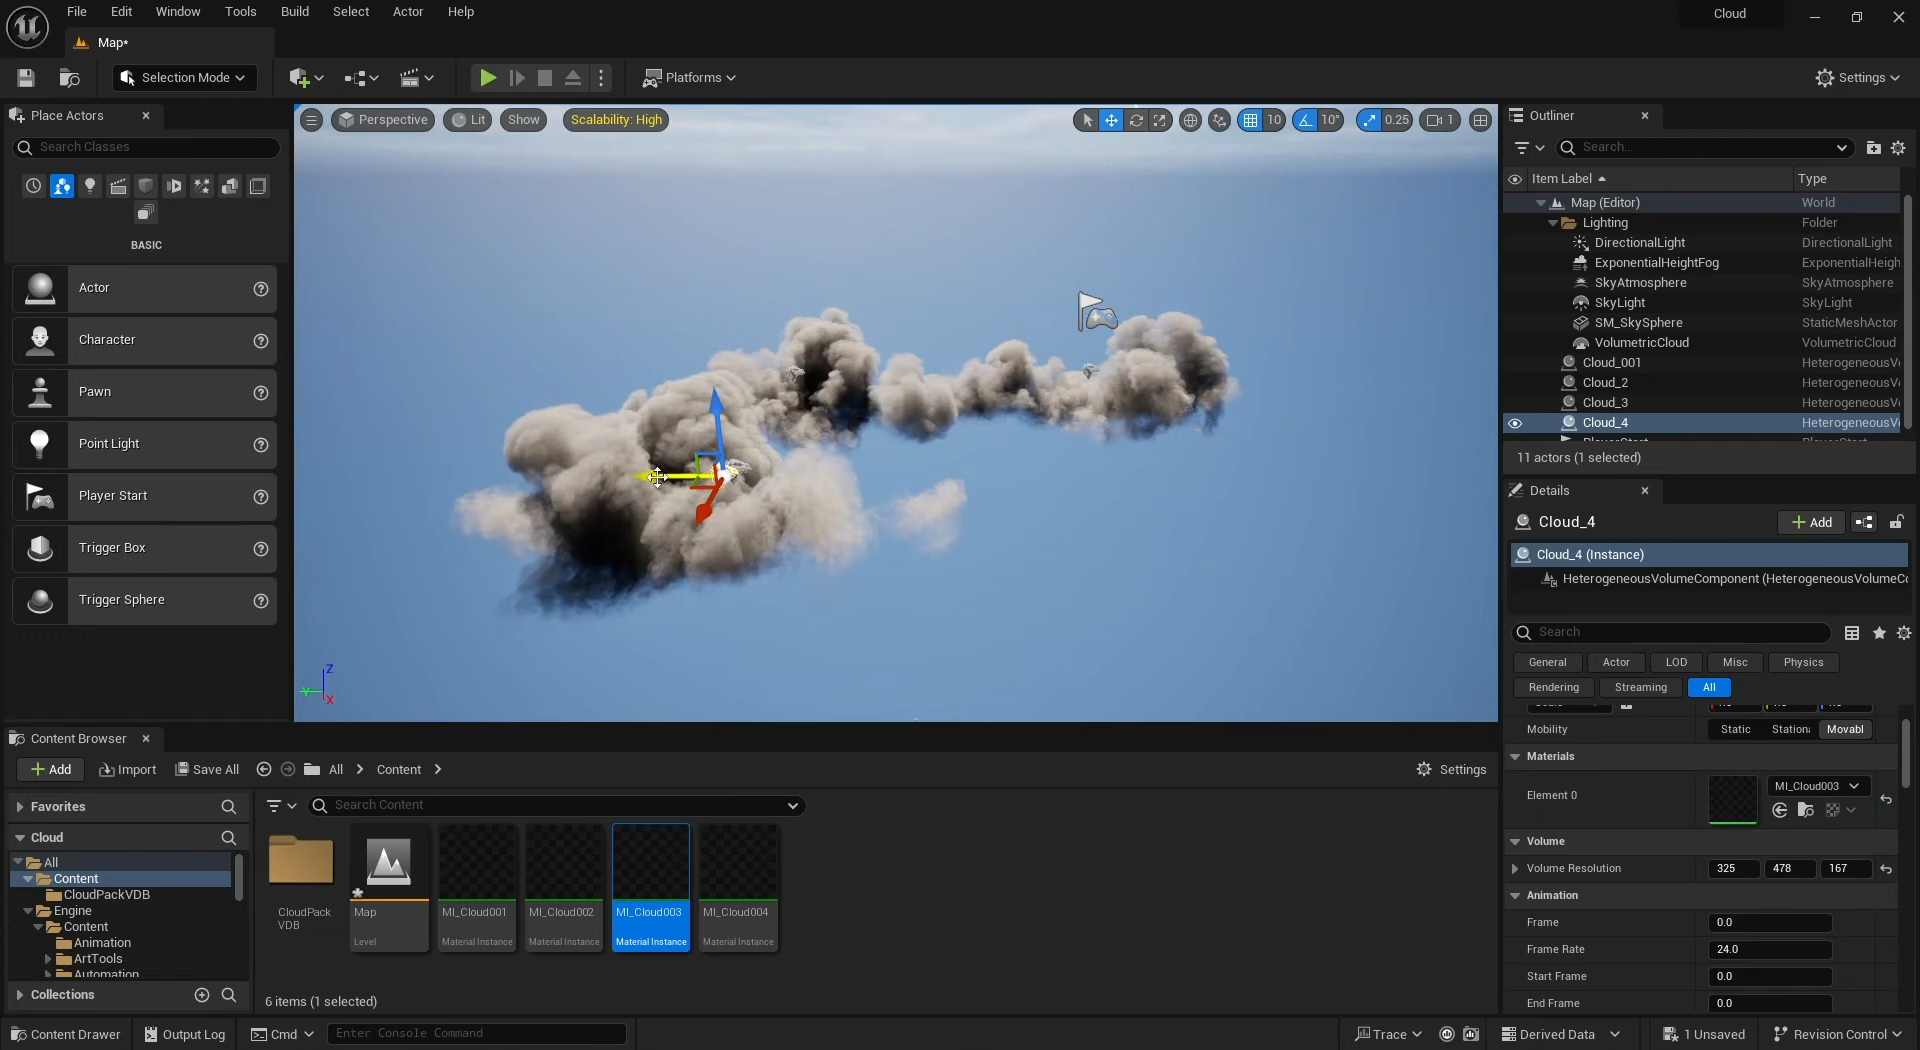 File Edit Window Tools Build Select Actor Help
Cloud
Map*
Selection Mode
Platforms
Settings
Place Actors
Search Classes
BASIC
Actor
Character
Pawn
Point Light
Player Start
Trigger Box
Trigger Sphere
Perspective
Lit
Show
Scalability: High
10
10°
0.25
1
Z
Y
X
Outliner
Search...
Item Label
Type
Map (Editor) World
Lighting Folder
DirectionalLight DirectionalLight
ExponentialHeightFog ExponentialHeigh
SkyAtmosphere SkyAtmosphere
SkyLight SkyLight
SM_SkySphere StaticMeshActor
VolumetricCloud VolumetricCloud
Cloud_001 HeterogeneousV
Cloud_2 HeterogeneousV
Cloud_3 HeterogeneousV
Cloud_4 HeterogeneousV
11 actors (1 selected)
Details
Cloud_4
Add
Cloud_4 (Instance)
HeterogeneousVolumeComponent (HeterogeneousVolumeCo
Search
General Actor LOD Misc Physics
Rendering Streaming All
Mobility Static Station Movabl
Materials
Element 0 MI_Cloud003
Volume
Volume Resolution 325 478 167
Animation
Frame 0.0
Frame Rate 24.0
Start Frame 0.0
End Frame 0.0
Content Browser
Add Import Save All All Content
Settings
Favorites
Cloud
All
Content
CloudPackVDB
Engine
Content
Animation
ArtTools
Automation
Collections
Search Content
CloudPack
VDB
Map
Level
MI_Cloud001
Material Instance
MI_Cloud002
Material Instance
MI_Cloud003
Material Instance
MI_Cloud004
Material Instance
6 items (1 selected)
Content Drawer Output Log Cmd Enter Console Command
Trace Derived Data 1 Unsaved Revision Control